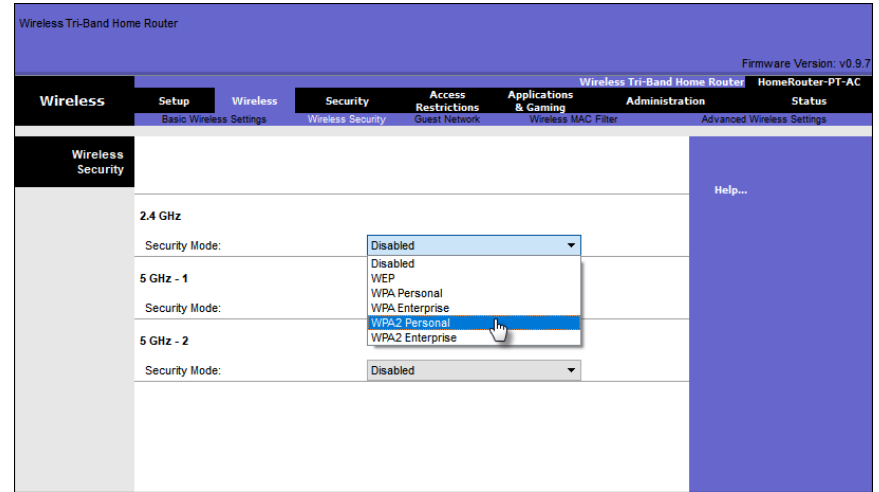 Wireless Tri-Band Home Router
Firmware Version: v0.9.7
Wireless Tri-Band Home Router HomeRouter-PT-AC
Wireless Setup Wireless Security Access Restrictions Applications & Gaming Administration Status
Basic Wireless Settings Wireless Security Guest Network Wireless MAC Filter Advanced Wireless Settings
Wireless
Security
Help...
2.4 GHz
Security Mode: Disabled
Disabled
WEP
5 GHz - 1
WPA Personal
Security Mode: WPA Enterprise
WPA2 Personal
WPA2 Enterprise
5 GHz - 2
Security Mode: Disabled